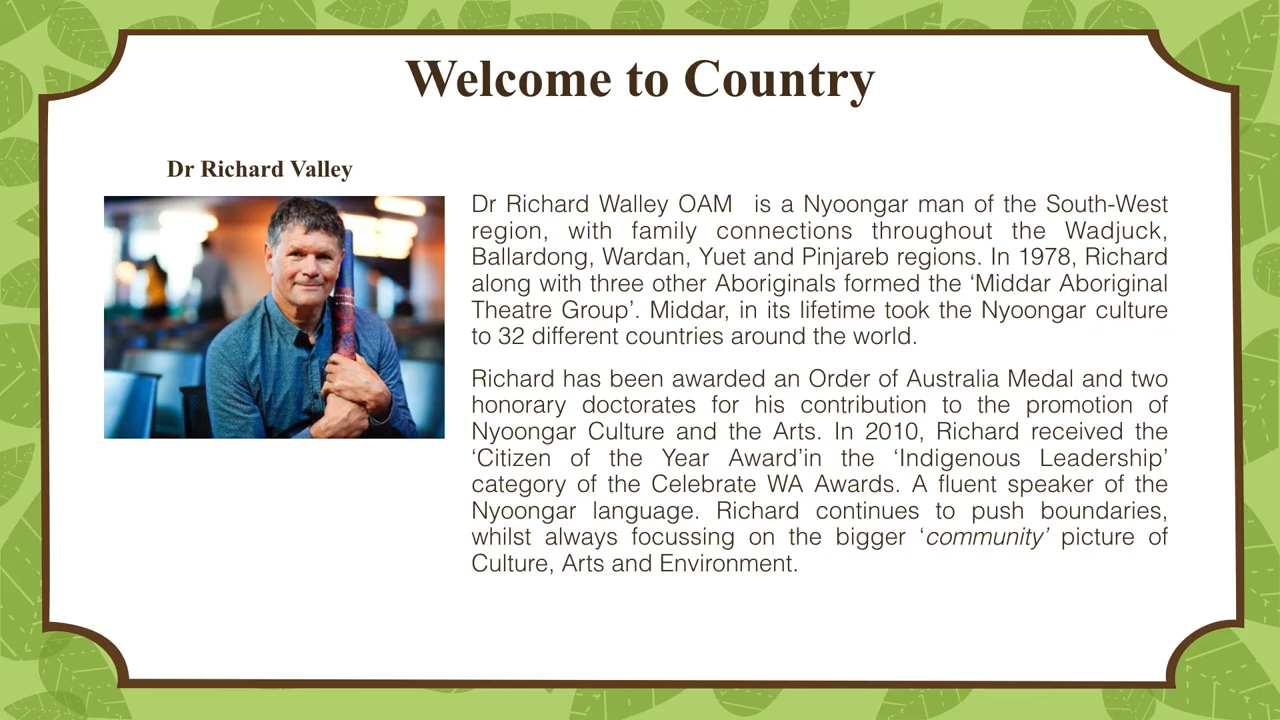 Welcome to Country
Dr Richard Valley
Dr Richard Walley OAM  is a Nyoongar man of the South-West
region, with family connections throughout the Wadjuck,
Ballardong, Wardan, Yuet and Pinjareb regions. In 1978, Richard
along with three other Aboriginals formed the ‘Middar Aboriginal
Theatre Group’. Middar, in its lifetime took the Nyoongar culture
to 32 different countries around the world.
Richard has been awarded an Order of Australia Medal and two
honorary doctorates for his contribution to the promotion of
Nyoongar Culture and the Arts. In 2010, Richard received the
‘Citizen of the Year Award’in the ‘Indigenous Leadership’
category of the Celebrate WA Awards. A fluent speaker of the
Nyoongar language. Richard continues to push boundaries,
whilst always focussing on the bigger ‘community’ picture of
Culture, Arts and Environment.